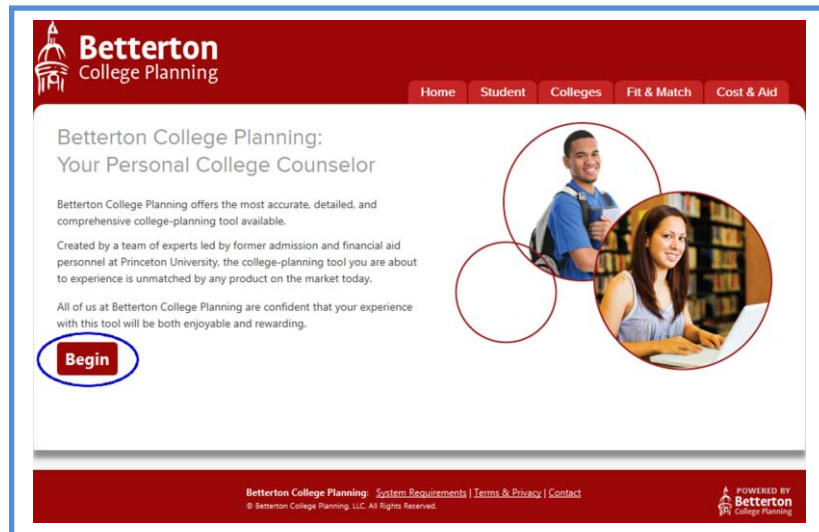 Betterton
College Planning
Home Student Colleges Fit & Match Cost & Aid
Betterton College Planning:
Your Personal College Counselor
Betterton College Planning offers the most accurate, detailed, and
comprehensive college-planning tool available.
Created by a team of experts led by former admission and financial aid
personnel at Princeton University, the college-planning tool you are about
to experience is unmatched by any product on the market today.
All of us at Betterton College Planning are confident that your experience
with this tool will be both enjoyable and rewarding.
Begin
Betterton College Planning: System Requirements | Terms & Privacy | Contact
© Betterton College Planning, LLC, All Rights Reserved.
POWERED BY
Betterton
College Planning